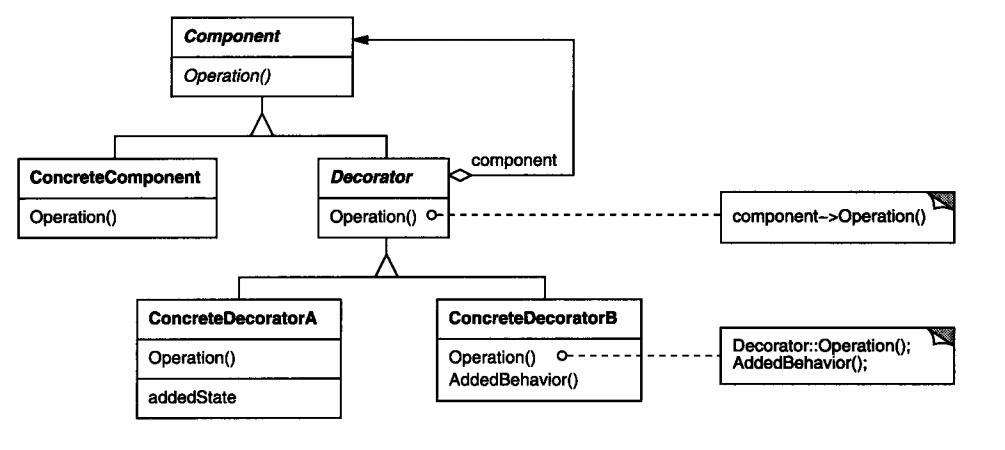 Component
Operation()
component
ConcreteComponent
Operation()
Decorator
Operation()
component->Operation()
ConcreteDecoratorA
Operation()
addedState
ConcreteDecoratorB
Operation()
AddedBehavior()
Decorator::Operation();
AddedBehavior();